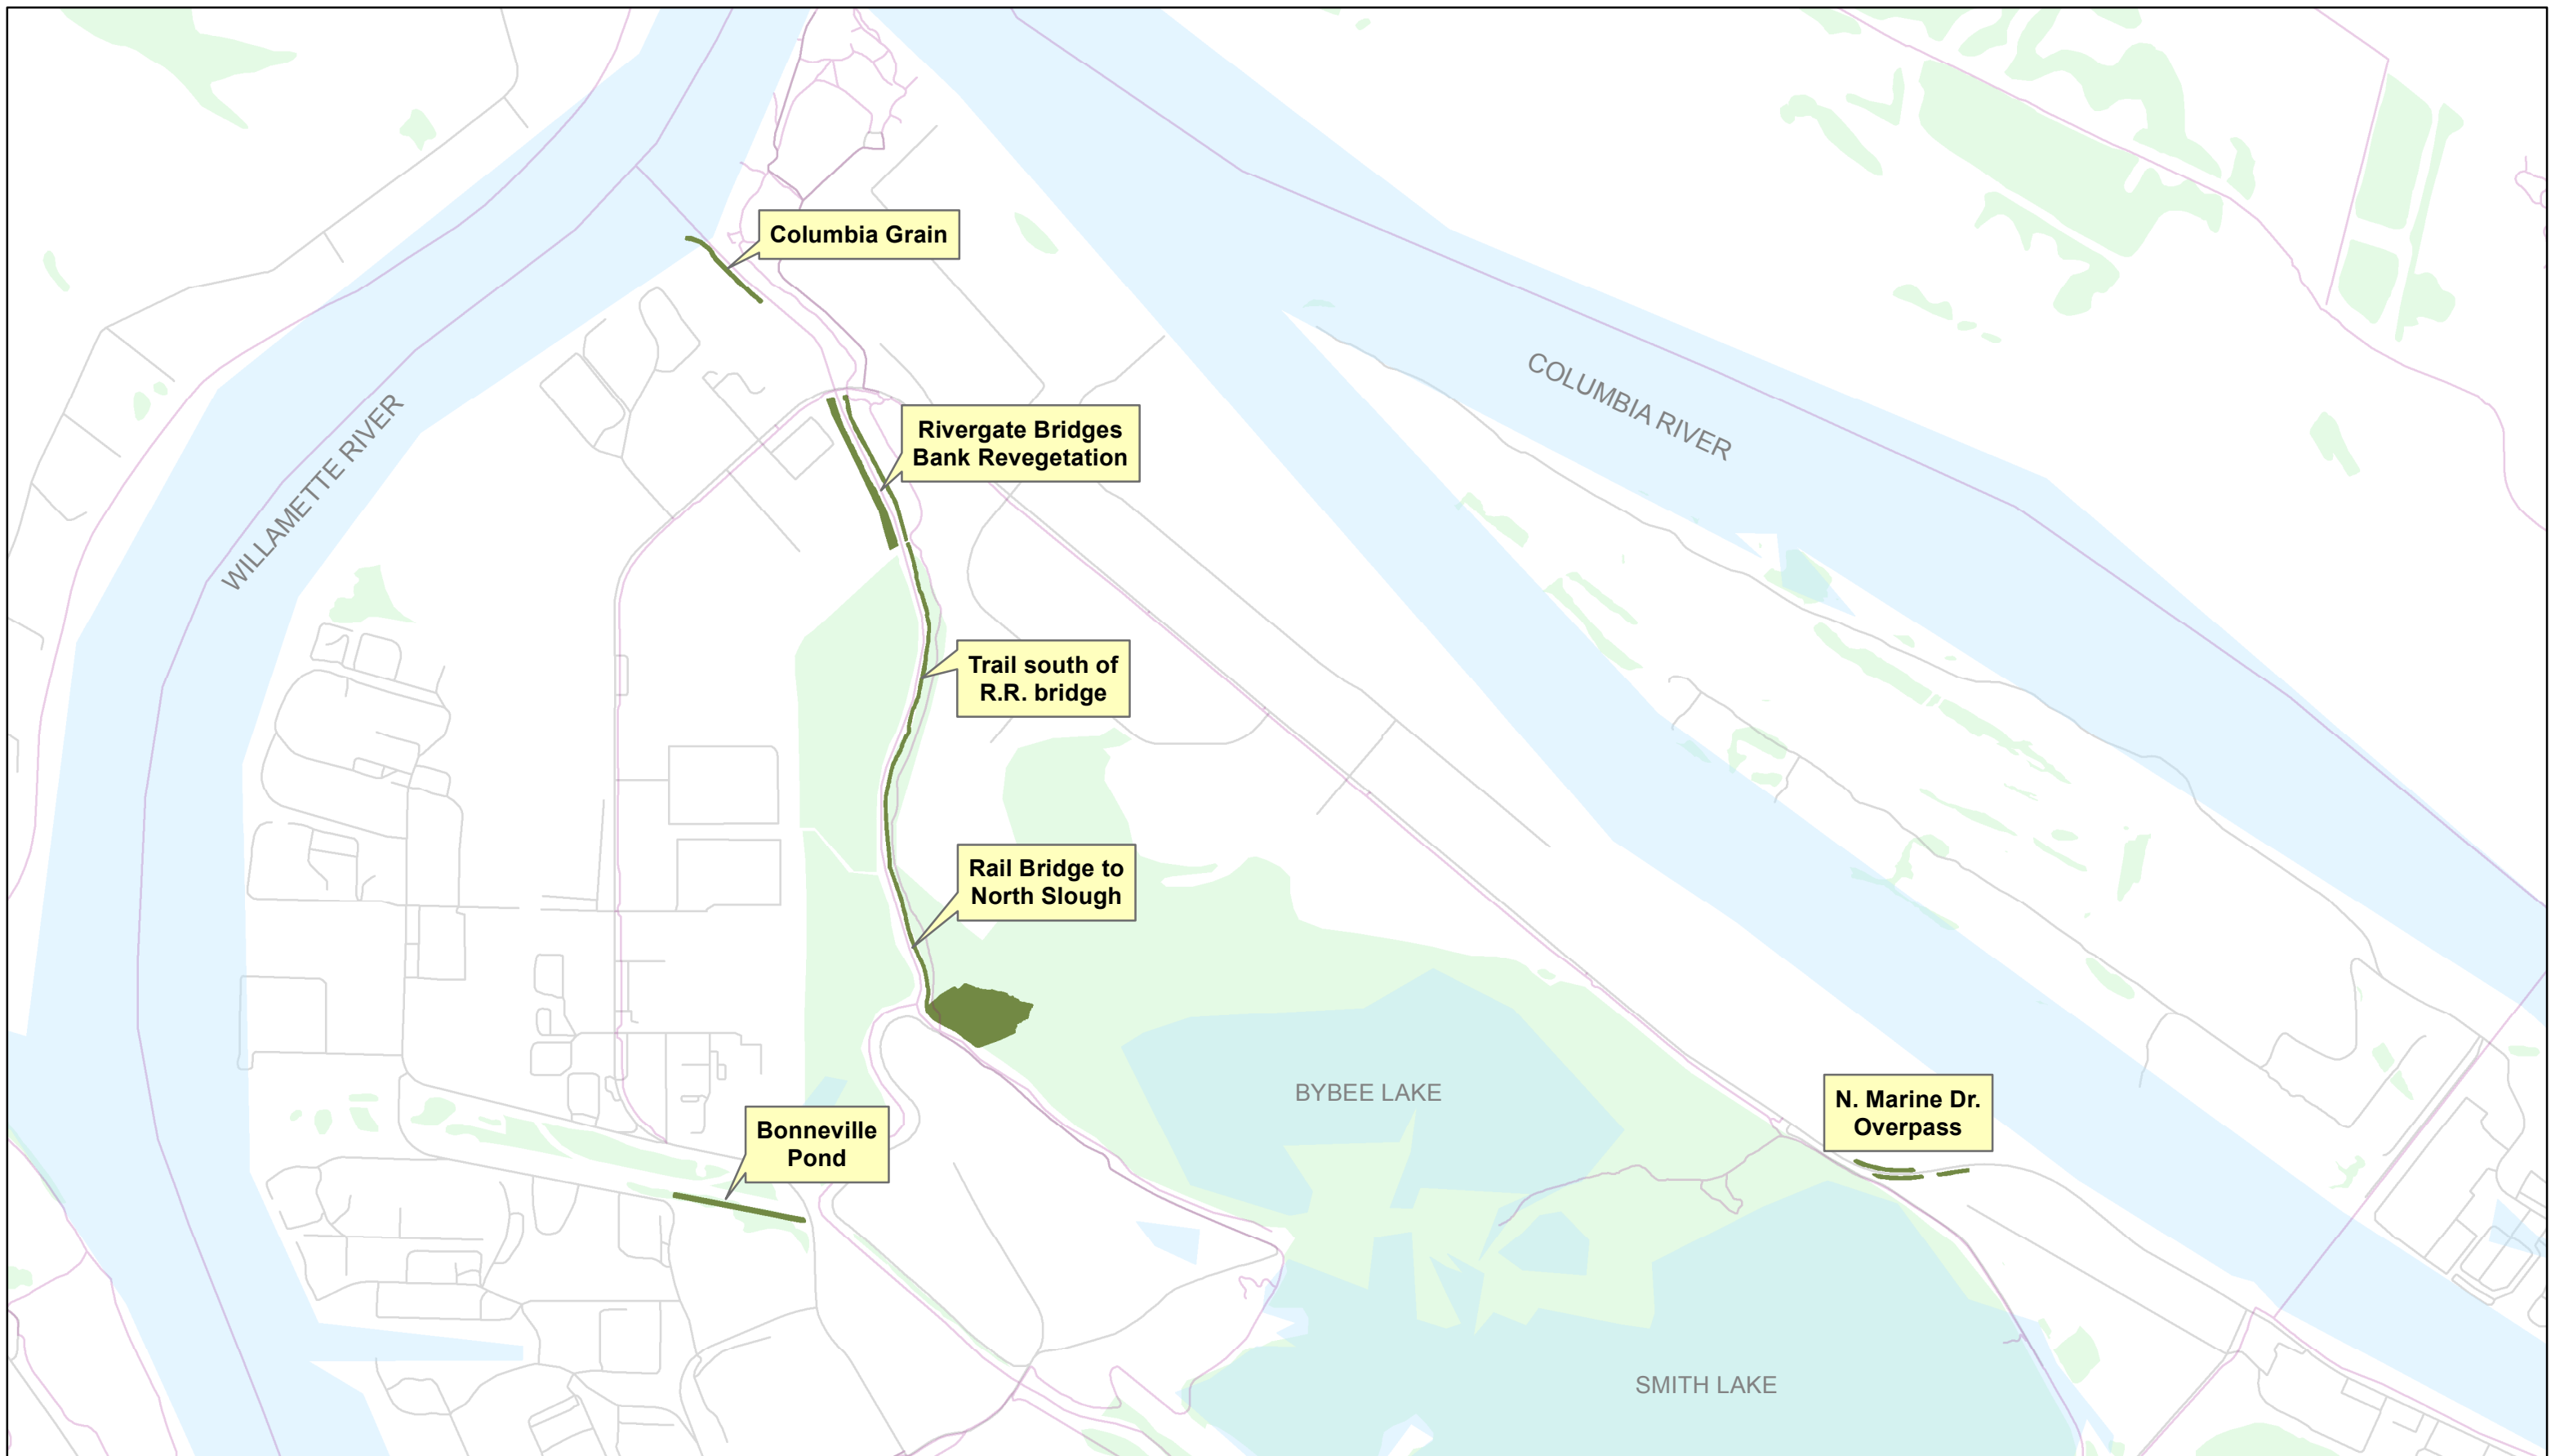 Columbia Grain
COLUMBIA RIVER
WILLAMETTE RIVER
Rivergate Bridges
Bank Revegetation
Trail south of
R.R. bridge
Rail Bridge to
North Slough
BYBEE LAKE
N. Marine Dr.
Overpass
Bonneville
Pond
SMITH LAKE